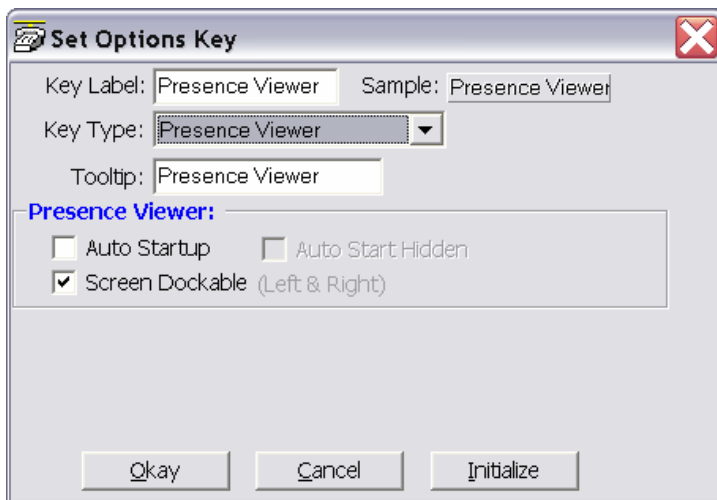 Set Options Key
Key Label: Presence Viewer Sample: Presence Viewer
Key Type: Presence Viewer
Tooltip: Presence Viewer
Presence Viewer:
Auto Startup Auto Start Hidden
Screen Dockable (Left & Right)
Okay Cancel Initialize